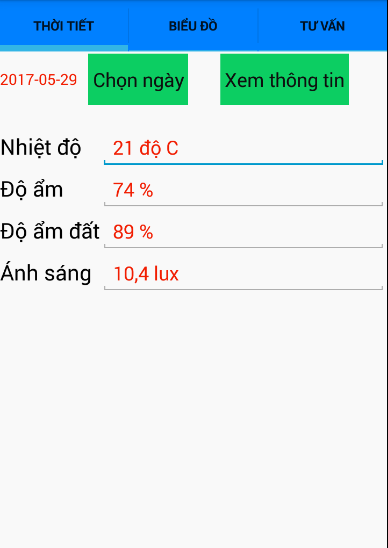 THỜI TIẾT BIỂU ĐỒ TƯ VẤN
2017-05-29 Chọn ngày Xem thông tin
Nhiệt độ 21 độ C
Độ ẩm 74 %
Độ ẩm đất 89 %
Ánh sáng 10,4 lux